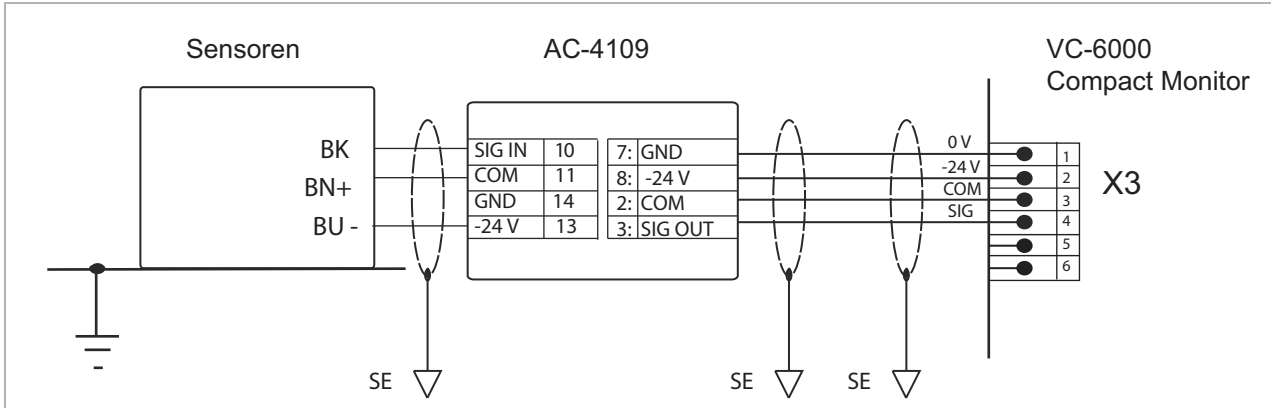 Sensoren
AC-4109
VC-6000
Compact Monitor
BK
BN+
BU -
SIG IN 10
COM 11
GND 14
-24 V 13
7: GND
8: -24 V
2: COM
3: SIG OUT
0 V
-24 V
COM
SIG
1
2
3
4
5
6
X3
SE
SE
SE